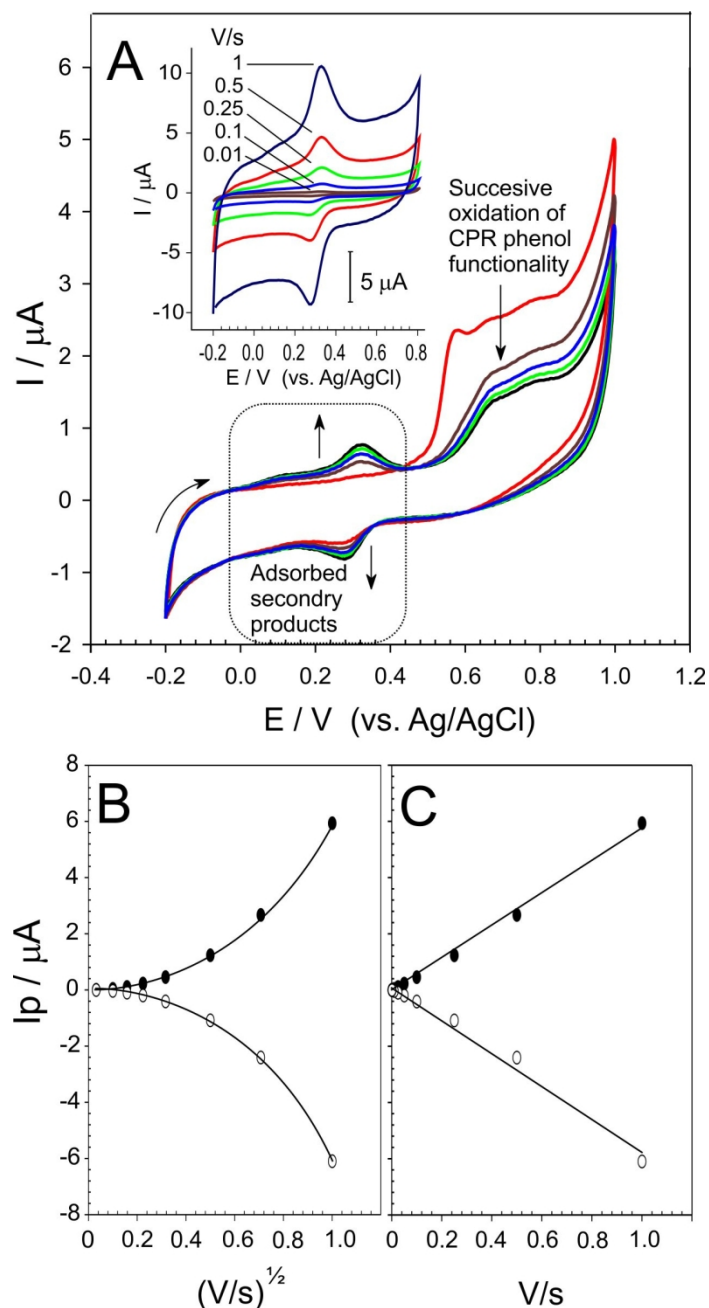 A
V/s
1
0.5
0.25
0.1
0.01
10
5
0
-5
-10
I / µA
5 µA
-0.2 0.0 0.2 0.4 0.6 0.8
E / V (vs. Ag/AgCl)
Succesive
oxidation of
CPR phenol
functionality
Adsorbed
secondry
products
6
5
4
3
2
1
0
-1
-2
I / µA
-0.4 -0.2 0.0 0.2 0.4 0.6 0.8 1.0 1.2
E / V (vs. Ag/AgCl)
B
8
6
4
2
0
-2
-4
-6
-8
Ip / µA
0 0.2 0.4 0.6 0.8 1.0
(V/s)^½
C
0 0.2 0.4 0.6 0.8 1.0
V/s